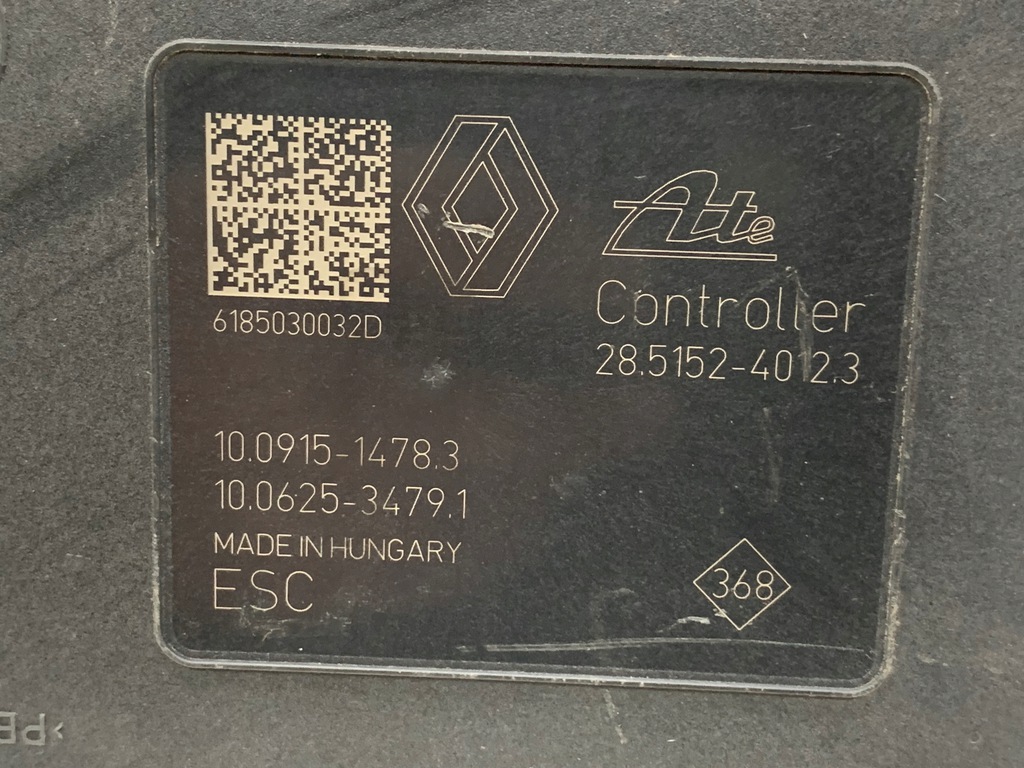 6185030032D
Ate
Controller
28.5152-4012.3
10.0915-1478.3
10.0625-3479.1
MADE IN HUNGARY
ESC
368